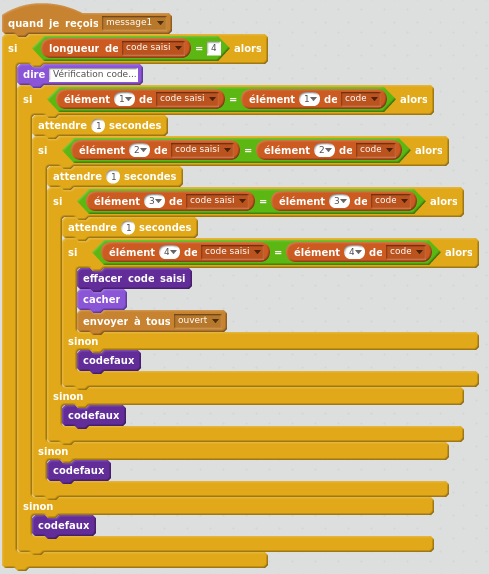 quand je reçois message1
si longueur de code saisi = 4 alors
dire Vérification code...
si élément 1 de code saisi = élément 1 de code alors
attendre 1 secondes
si élément 2 de code saisi = élément 2 de code alors
attendre 1 secondes
si élément 3 de code saisi = élément 3 de code alors
attendre 1 secondes
si élément 4 de code saisi = élément 4 de code alors
effacer code saisi
cacher
envoyer à tous ouvert
sinon
codefaux
sinon
codefaux
sinon
codefaux
sinon
codefaux